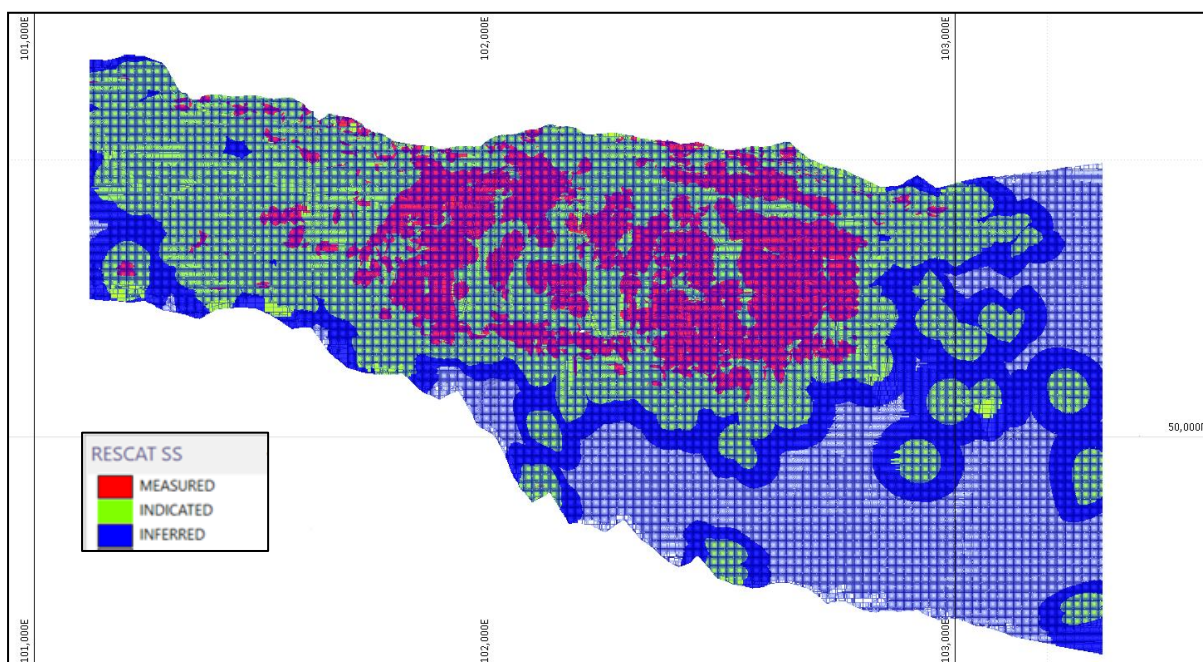 101,000E
102,000E
103,000E
50,000N
RESCAT SS
MEASURED
INDICATED
INFERRED
101,000E
102,000E
103,000E